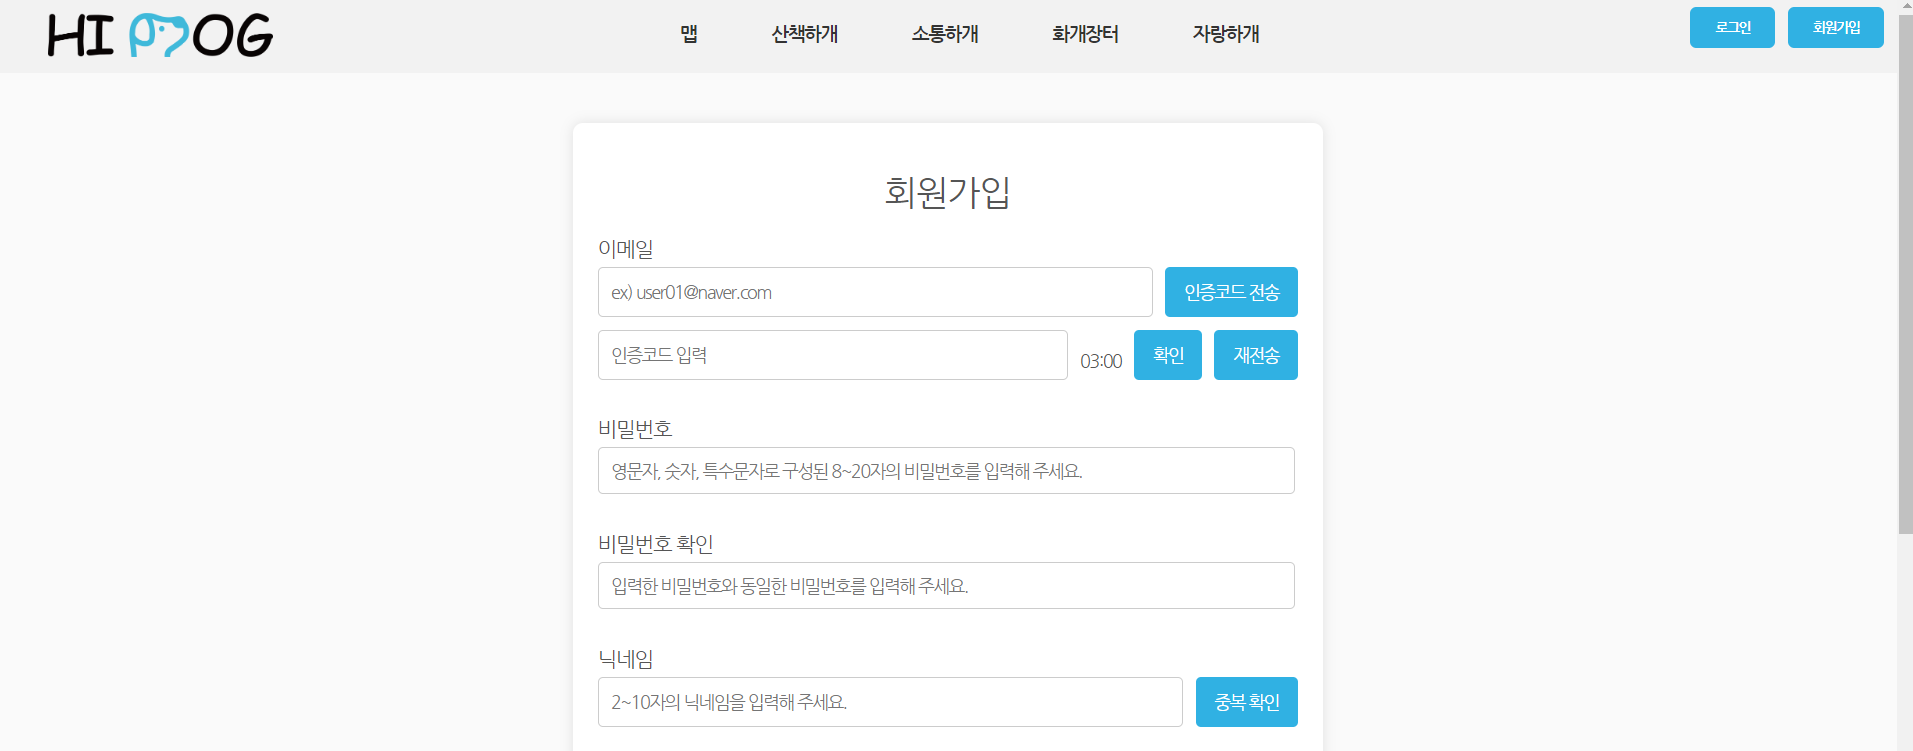 HI DOG
맵 산책하개 소통하개 화개장터 자랑하개
로그인 회원가입
회원가입
이메일
ex) user01@naver.com 인증코드 전송
인증코드 입력 03:00 확인 재전송
비밀번호
영문자, 숫자, 특수문자로 구성된 8~20자의 비밀번호를 입력해 주세요.
비밀번호 확인
입력한 비밀번호와 동일한 비밀번호를 입력해 주세요.
닉네임
2~10자의 닉네임을 입력해 주세요. 중복 확인